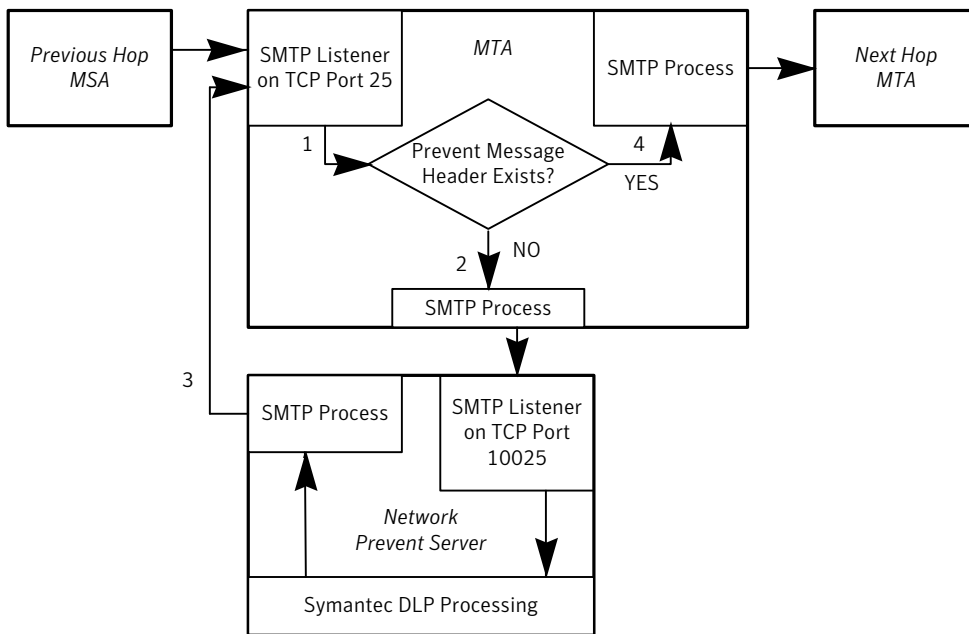 Previous Hop
MSA
SMTP Listener
on TCP Port 25
MTA
SMTP Process
Next Hop
MTA
1
Prevent Message
Header Exists?
4
YES
2
NO
SMTP Process
3
SMTP Process
SMTP Listener
on TCP Port
10025
Network
Prevent Server
Symantec DLP Processing